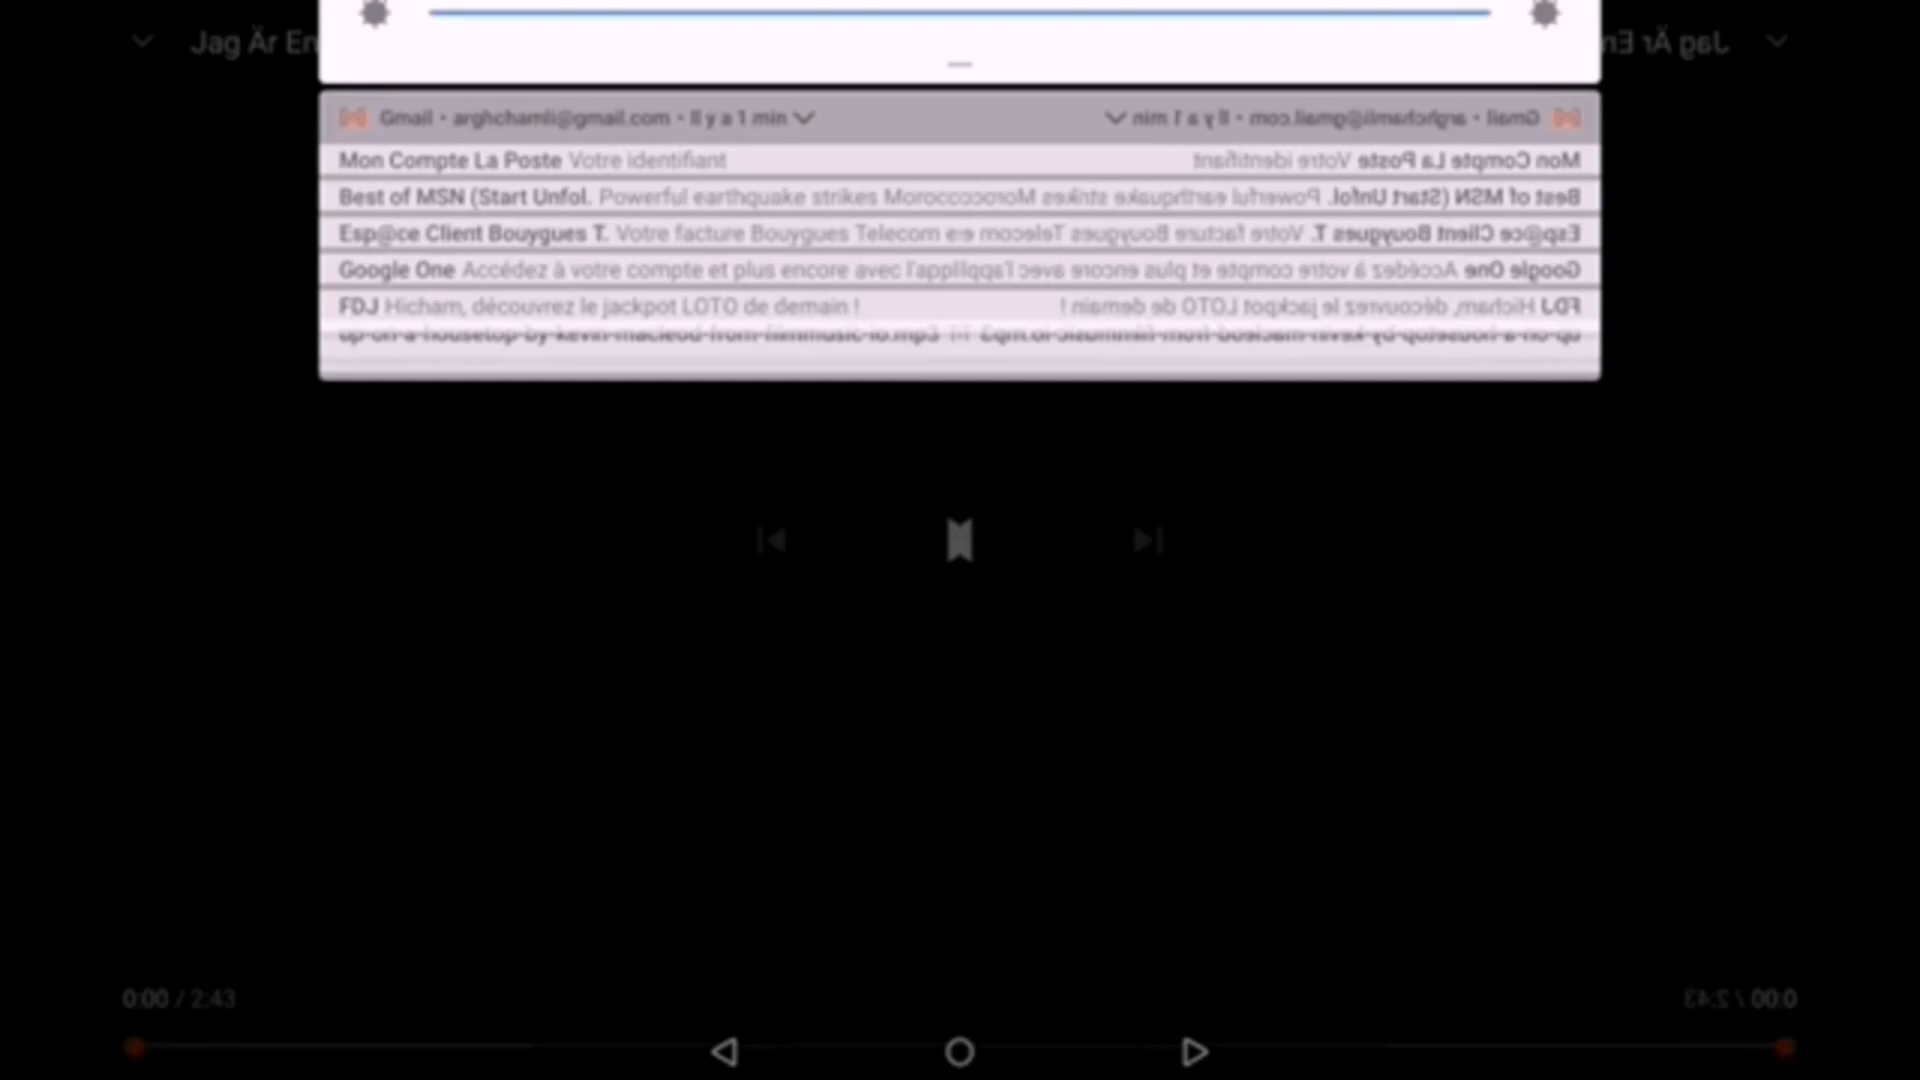 Jag Är En
Gmail • arghchamli@gmail.com • Il y a 1 min
Mon Compte La Poste Votre identifiant
Best of MSN (Start Unfol. Powerful earthquake strikes Morocc
Esp@ce Client Bouygues T. Votre facture Bouygues Telecom e
Google One Accédez à votre compte et plus encore avec l'appli
FDJ Hicham, découvrez le jackpot LOTO de demain !
up-on-a-housetop-by-kevin-macleod-from-filmmusic-io.mp3
0:00 / 2:43